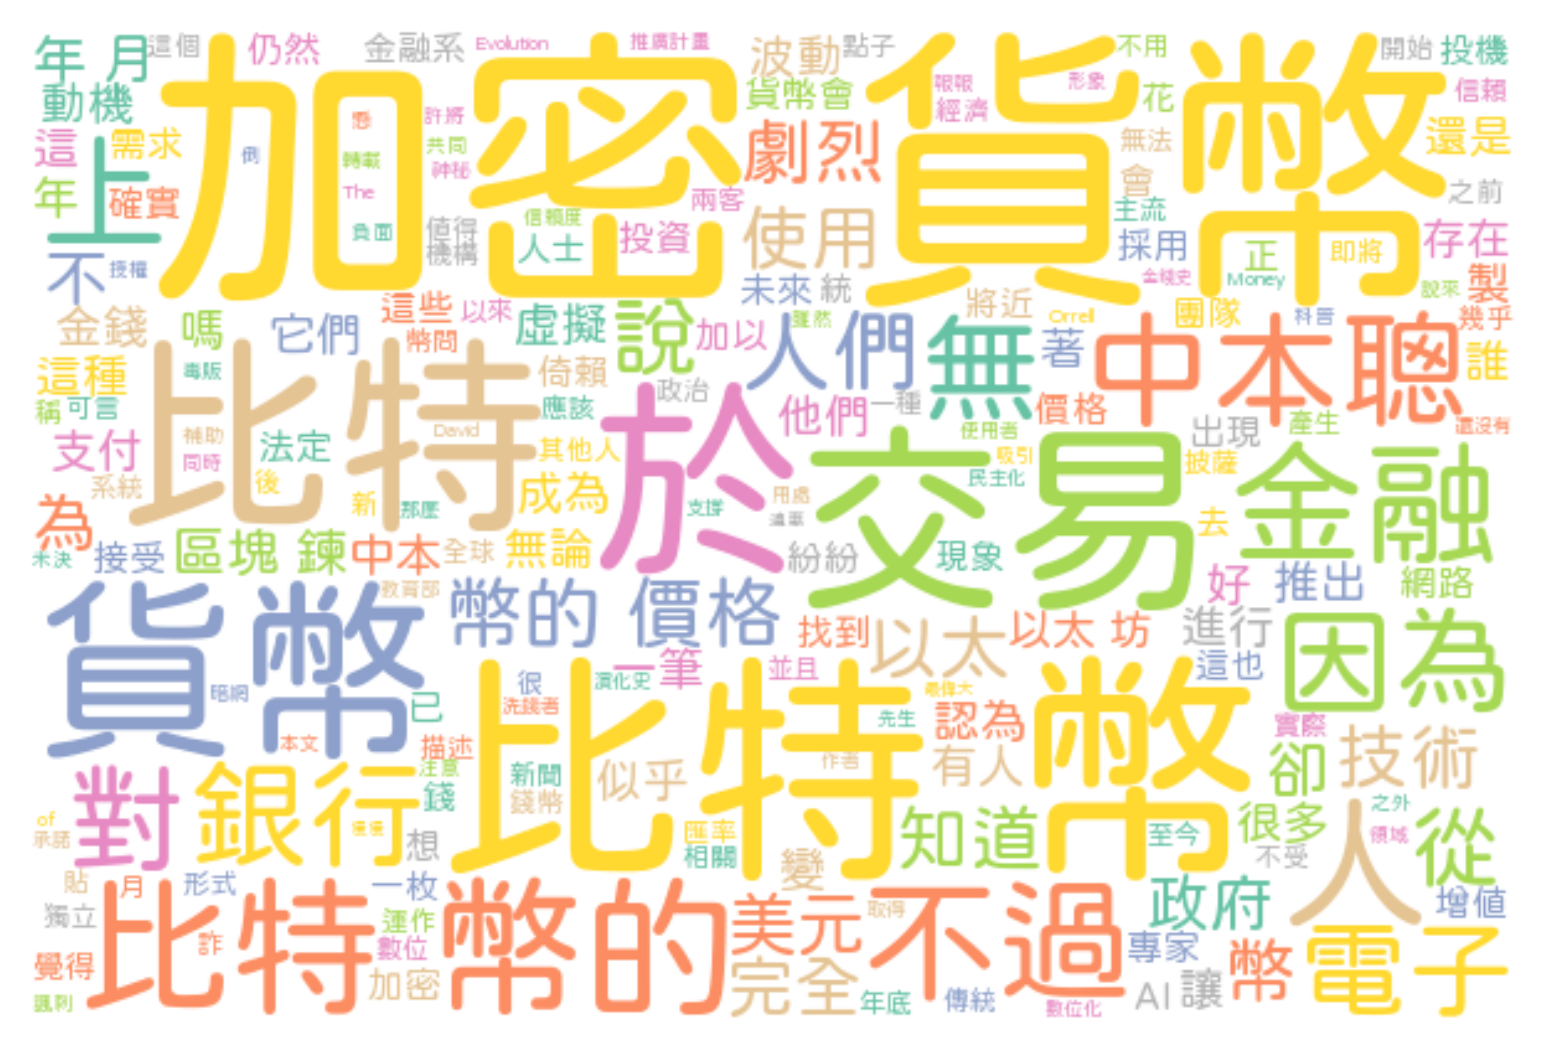 年 月
這個
仍然
金融系
Evolution
推廣計畫
波動
點子
不用
開始
投機
加密
貨幣
動機
貨幣會
報報
經濟
形象
花
信賴
這
需求
上
倒
轉載
The
負面
許將
共同
神秘
劇烈
無法
還是
年
確實
值得
機構
信賴度
人士
投資
兩客
使用
會
主流
採用
正
Money
即將
之前
存在
不
授權
未來
統
金錢史
說來
製
金錢
嗎
它們
這些
以來
幣問
虛擬
說
加以
雖然
人們
將近
無
著
Orrell
團隊
科普
中本聰
幾乎
誰
這種
毒販
比特
倚賴
政治
於
他們
一種
價格
稱
可言
應該
David
使用者
出現
產生
還沒有
支付
補助
同時
法定
其他人
交易
吸引
民主化
披薩
金融
系統
後
新
那麼
成為
支撐
用處
為
未決
接受
區塊 鍊
中本
全球
無論
紛紛
現象
去
好
推出
網路
貨幣
教育部
幣的 價格
找到
以太
以太 坊
進行
因為
暗網
一筆
並且
這也
很
演化史
已
洗錢者
最偉大
先生
認為
實際
本文
描述
比特幣
作者
有人
卻
技術
對
銀行
注意
錢
新聞
錢幣
似乎
of
承諾
想
匯率
相關
知道
至今
很多
之外
領域
人
從
不受
變
貼
月
形式
一枚
政府
增值
獨立
比特幣的
不過
詐
運作
數位
美元
取得
專家
覺得
加密
完全
幣
電子
諷刺
年底
傳統
數位化
AI
讓